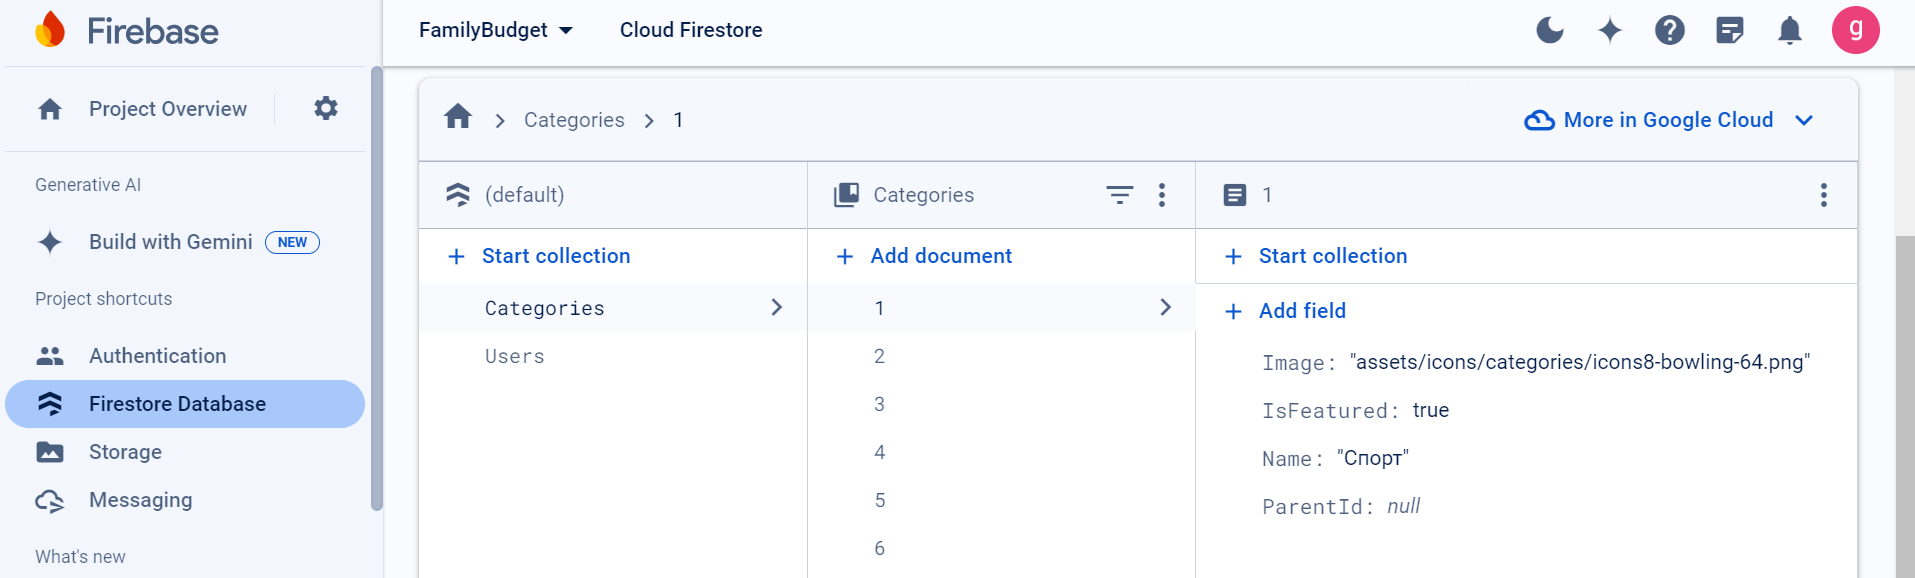 Firebase
FamilyBudget
Cloud Firestore
g
Project Overview
Generative AI
Build with Gemini NEW
Project shortcuts
Authentication
Firestore Database
Storage
Messaging
What's new
Categories
1
More in Google Cloud
(default)
Start collection
Categories
Users
Categories
Add document
1
2
3
4
5
6
1
Start collection
Add field
Image: "assets/icons/categories/icons8-bowling-64.png"
IsFeatured: true
Name: "Спорт"
ParentId: null